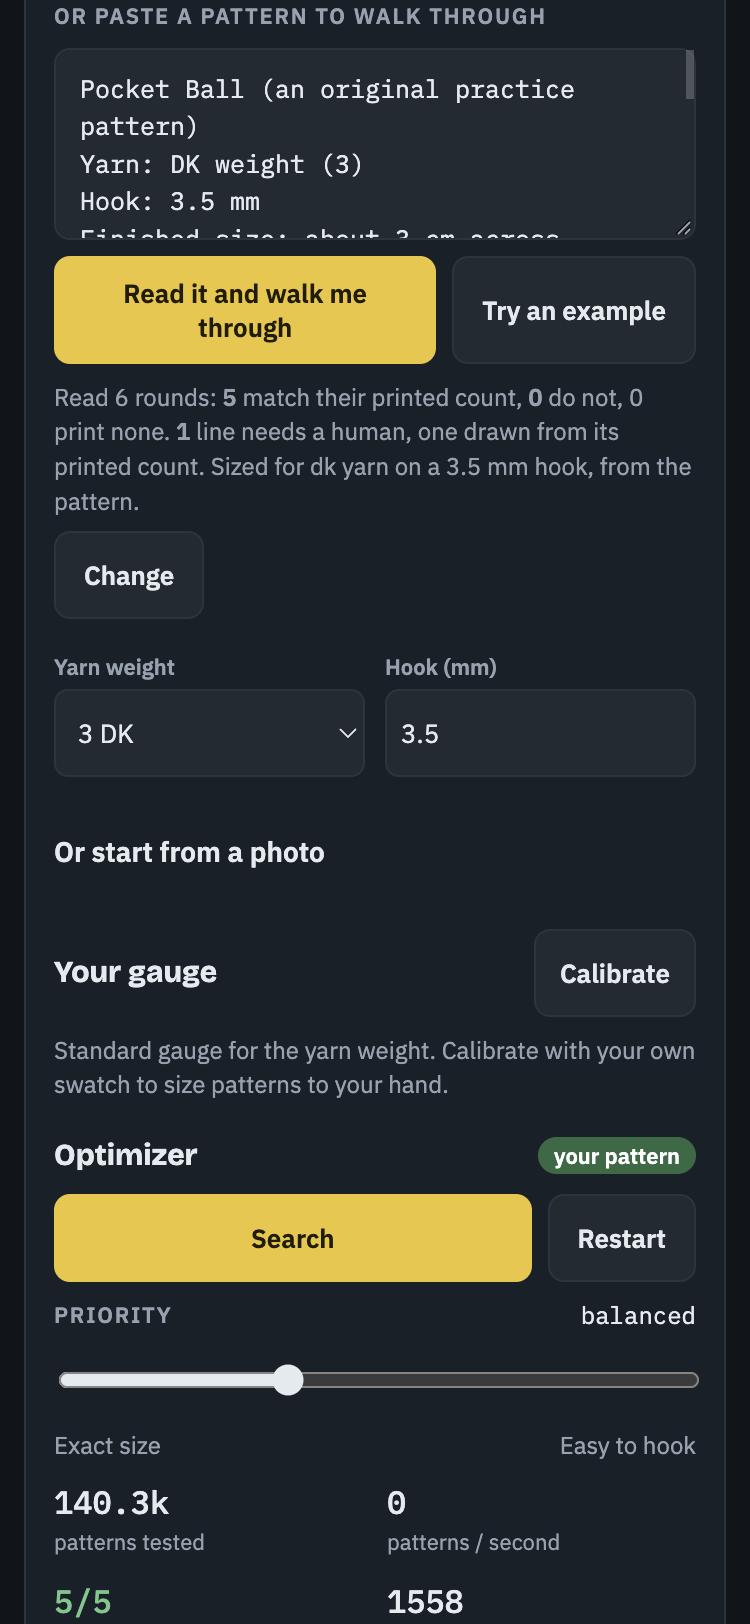 OR PASTE A PATTERN TO WALK THROUGH
Pocket Ball (an original practice
pattern)
Yarn: DK weight (3)
Hook: 3.5 mm
Finished size: about 3 cm across
Read it and walk me
through
Try an example
Read 6 rounds: 5 match their printed count, 0 do not, 0
print none. 1 line needs a human, one drawn from its
printed count. Sized for dk yarn on a 3.5 mm hook, from the
pattern.
Change
Yarn weight
Hook (mm)
3 DK
3.5
Or start from a photo
Your gauge
Calibrate
Standard gauge for the yarn weight. Calibrate with your own
swatch to size patterns to your hand.
Optimizer
your pattern
Search
Restart
PRIORITY
balanced
Exact size
Easy to hook
140.3k
0
patterns tested
patterns / second
5/5
1558